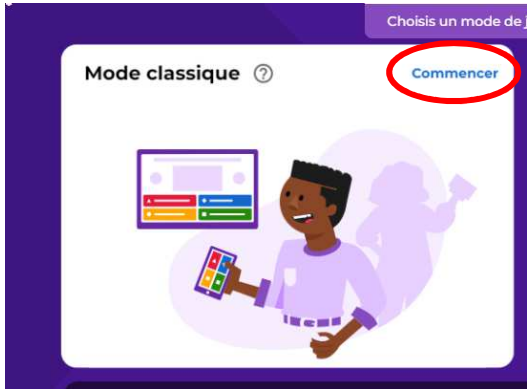 Choisis un mode de j
Mode classique ?
Commencer